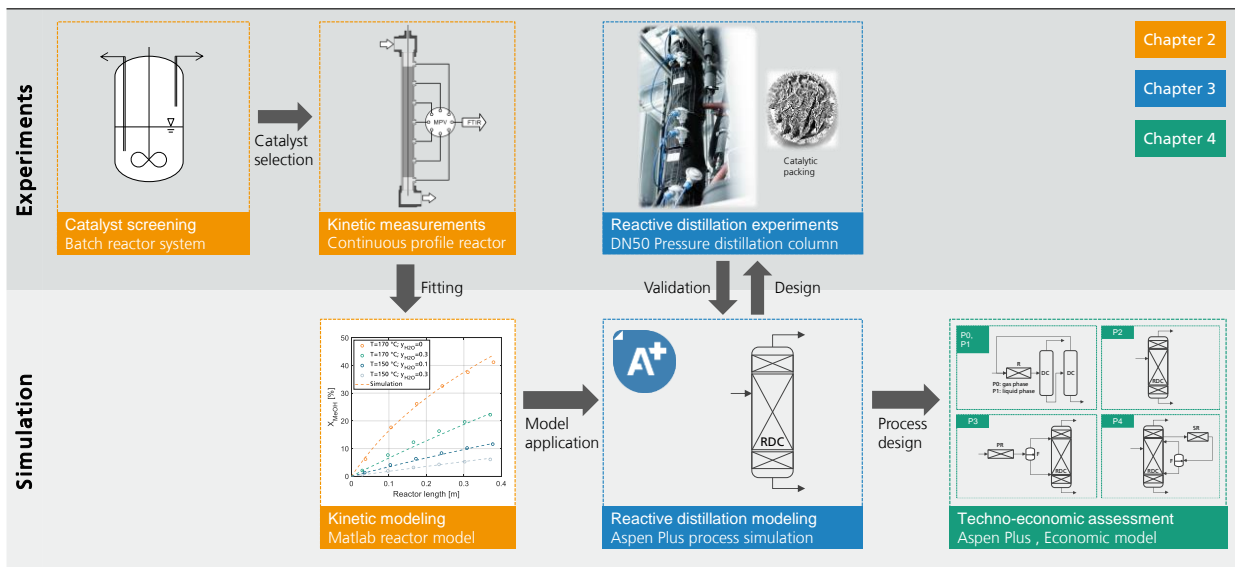 Experiments
Simulation
Chapter 2
Chapter 3
Chapter 4
MPV
FTIR
Catalyst
selection
Catalytic
packing
Catalyst screening
Batch reactor system
Kinetic measurements
Continuous profile reactor
Reactive distillation experiments
DN50 Pressure distillation column
Fitting
Validation
Design
50
40
30
20
10
0
X_MeOH [%]
T=170 °C; y_H2O=0
T=170 °C; y_H2O=0.3
T=150 °C; y_H2O=0.1
T=150 °C; y_H2O=0.3
Simulation
0
0.1
0.2
0.3
0.4
Reactor length [m]
Kinetic modeling
Matlab reactor model
Model
application
A+
RDC
Reactive distillation modeling
Aspen Plus process simulation
Process
design
P0,
P1
R
DC
DC
P0: gas phase
P1: liquid phase
P2
RDC
P3
PR
F
RDC
P4
SR
F
RDC
Techno-economic assessment
Aspen Plus , Economic model